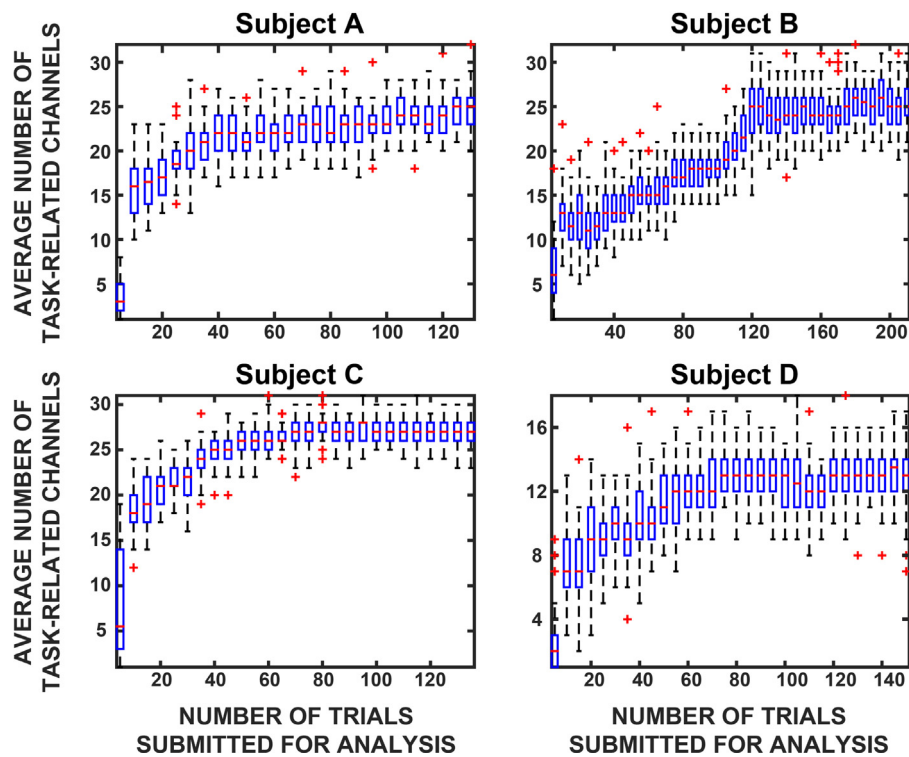 Subject A
Subject B
AVERAGE NUMBER OF
TASK-RELATED CHANNELS
30
25
20
15
10
5
20 40 60 80 100 120
30
25
20
15
10
5
40 80 120 160 200
Subject C
Subject D
AVERAGE NUMBER OF
TASK-RELATED CHANNELS
30
25
20
15
10
5
20 40 60 80 100 120
16
12
8
4
20 40 60 80 100 120 140
NUMBER OF TRIALS
SUBMITTED FOR ANALYSIS
NUMBER OF TRIALS
SUBMITTED FOR ANALYSIS